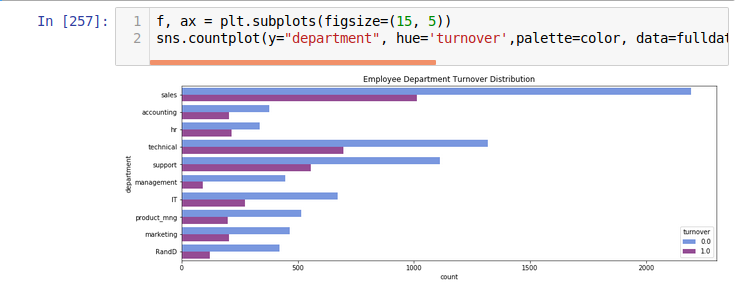 In [257]:
1 f, ax = plt.subplots(figsize=(15, 5))
2 sns.countplot(y="department", hue='turnover',palette=color, data=fulldat
Employee Department Turnover Distribution
department
sales
accounting
hr
technical
support
management
IT
product_mng
marketing
RandD
turnover
0.0
1.0
0 500 1000 1500 2000
count